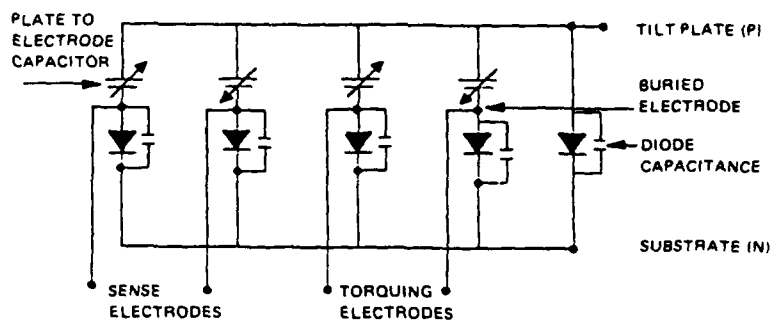 PLATE TO
ELECTRODE
CAPACITOR
TILT PLATE (P)
BURIED
ELECTRODE
DIODE
CAPACITANCE
SUBSTRATE (N)
SENSE
ELECTRODES
TORQUING
ELECTRODES